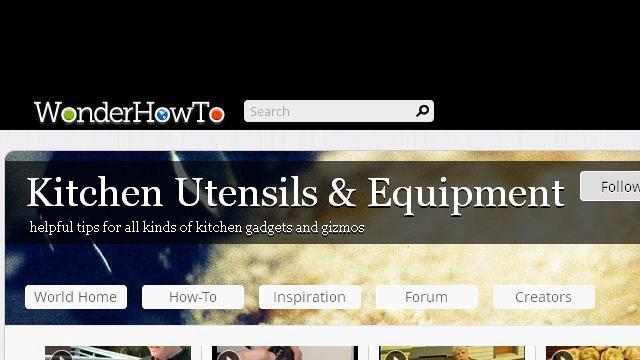 WonderHowTo
Search
Kitchen Utensils & Equipment
Follow
helpful tips for all kinds of kitchen gadgets and gizmos
World Home
How-To
Inspiration
Forum
Creators